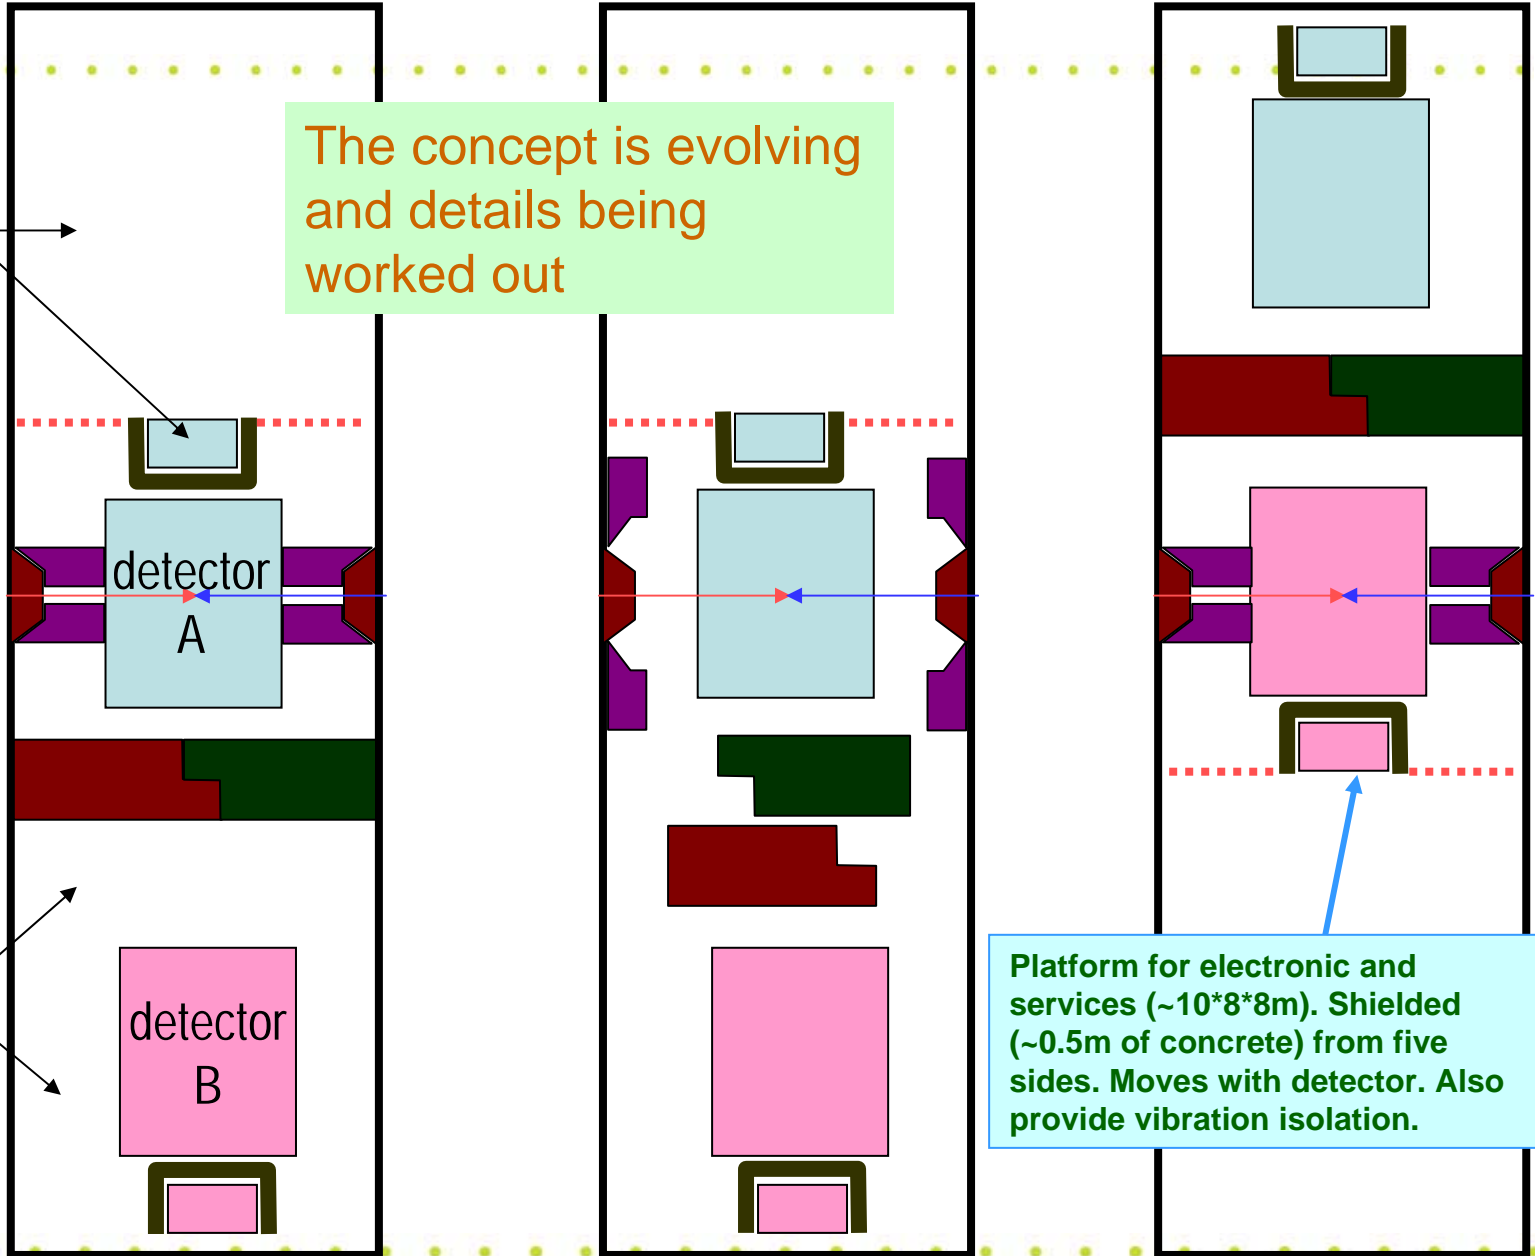 The concept is evolving
and details being
worked out
detector
A
detector
B
Platform for electronic and
services (~10*8*8m). Shielded
(~0.5m of concrete) from five
sides. Moves with detector. Also
provide vibration isolation.